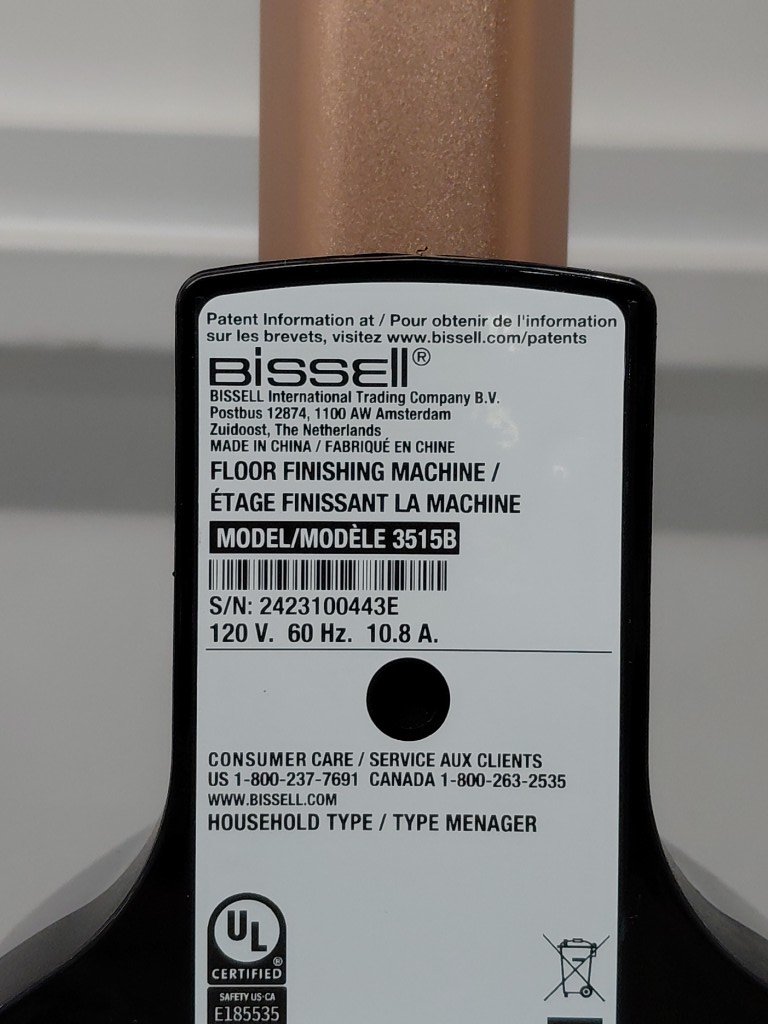 Patent Information at / Pour obtenir de l'information
sur les brevets, visitez www.bissell.com/patents
BISSELL®
BISSELL International Trading Company B.V.
Postbus 12874, 1100 AW Amsterdam
Zuidoost, The Netherlands
MADE IN CHINA / FABRIQUÉ EN CHINE
FLOOR FINISHING MACHINE /
ÉTAGE FINISSANT LA MACHINE
MODEL/MODÈLE 3515B
S/N: 2423100443E
120 V. 60 Hz. 10.8 A.
CONSUMER CARE / SERVICE AUX CLIENTS
US 1-800-237-7691 CANADA 1-800-263-2535
WWW.BISSELL.COM
HOUSEHOLD TYPE / TYPE MENAGER
UL
®
CERTIFIED
SAFETY US-CA
E185535